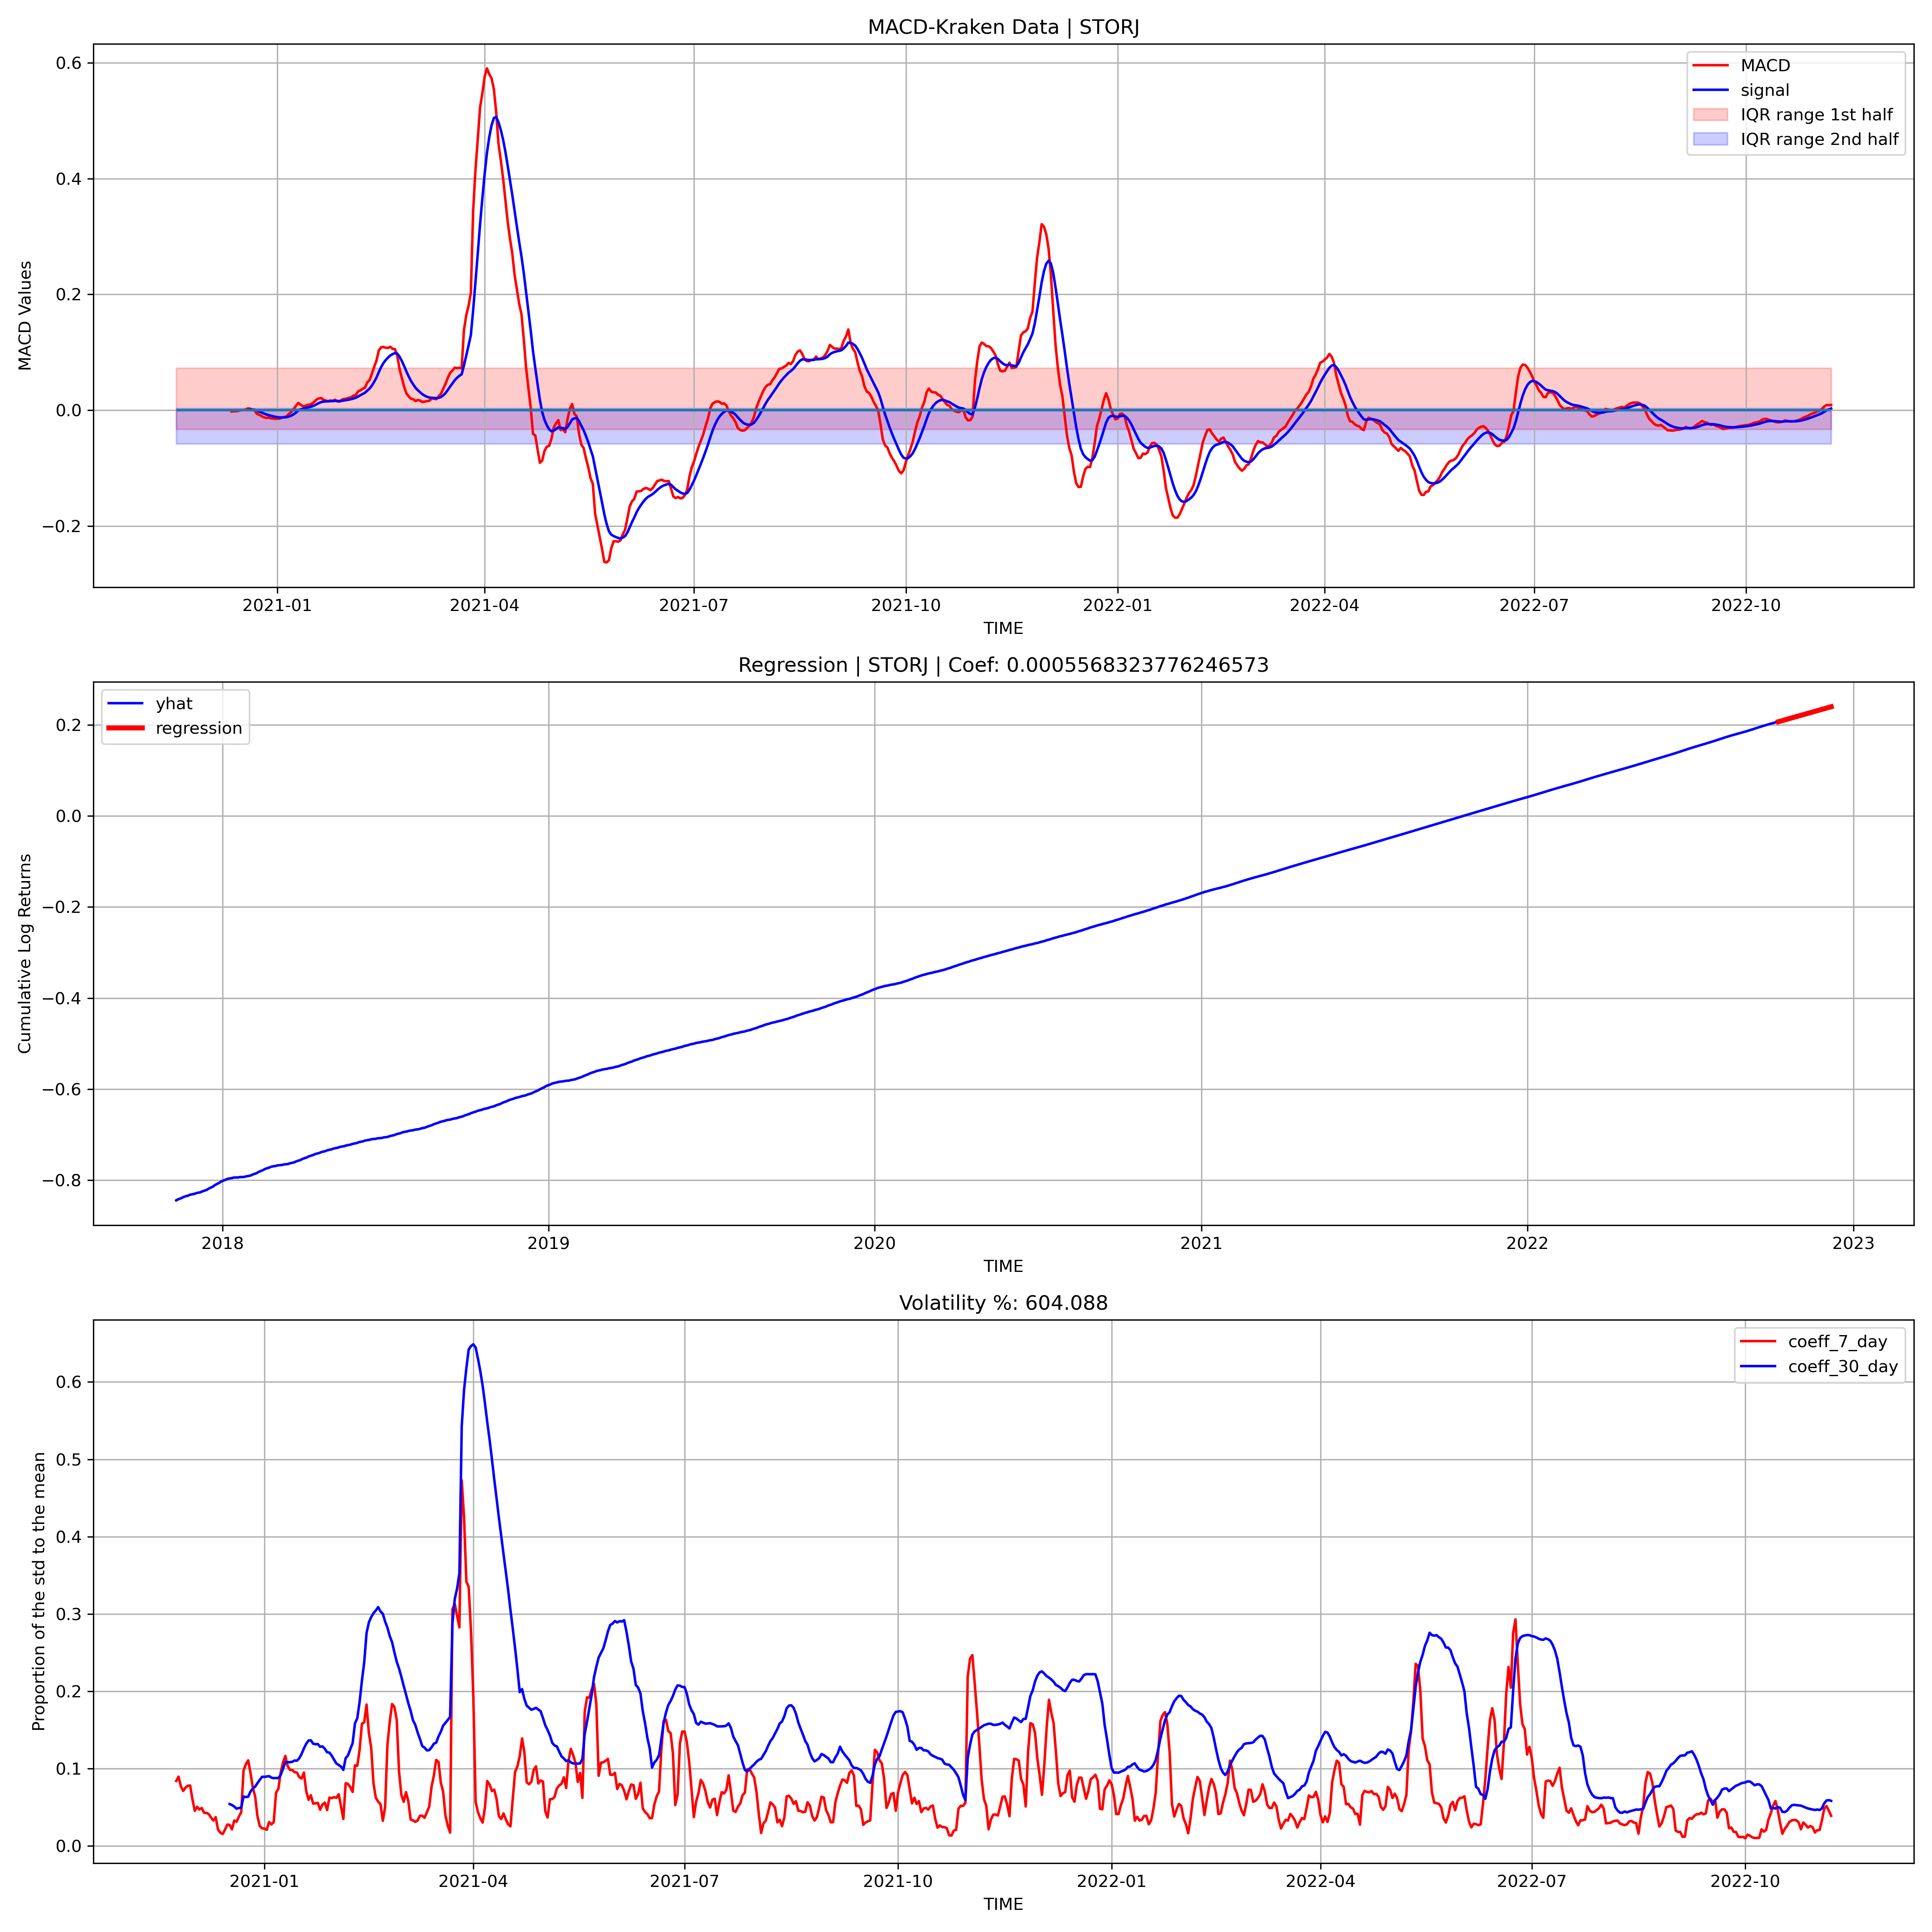 MACD-Kraken Data | STORJ
MACD Values
0.6
0.4
0.2
0.0
−0.2
MACD
signal
IQR range 1st half
IQR range 2nd half
2021-01 2021-04 2021-07 2021-10 2022-01 2022-04 2022-07 2022-10
TIME
Regression | STORJ | Coef: 0.0005568323776246573
Cumulative Log Returns
0.2
0.0
−0.2
−0.4
−0.6
−0.8
yhat
regression
2018 2019 2020 2021 2022 2023
TIME
Volatility %: 604.088
Proportion of the std to the mean
0.6
0.5
0.4
0.3
0.2
0.1
0.0
coeff_7_day
coeff_30_day
2021-01 2021-04 2021-07 2021-10 2022-01 2022-04 2022-07 2022-10
TIME